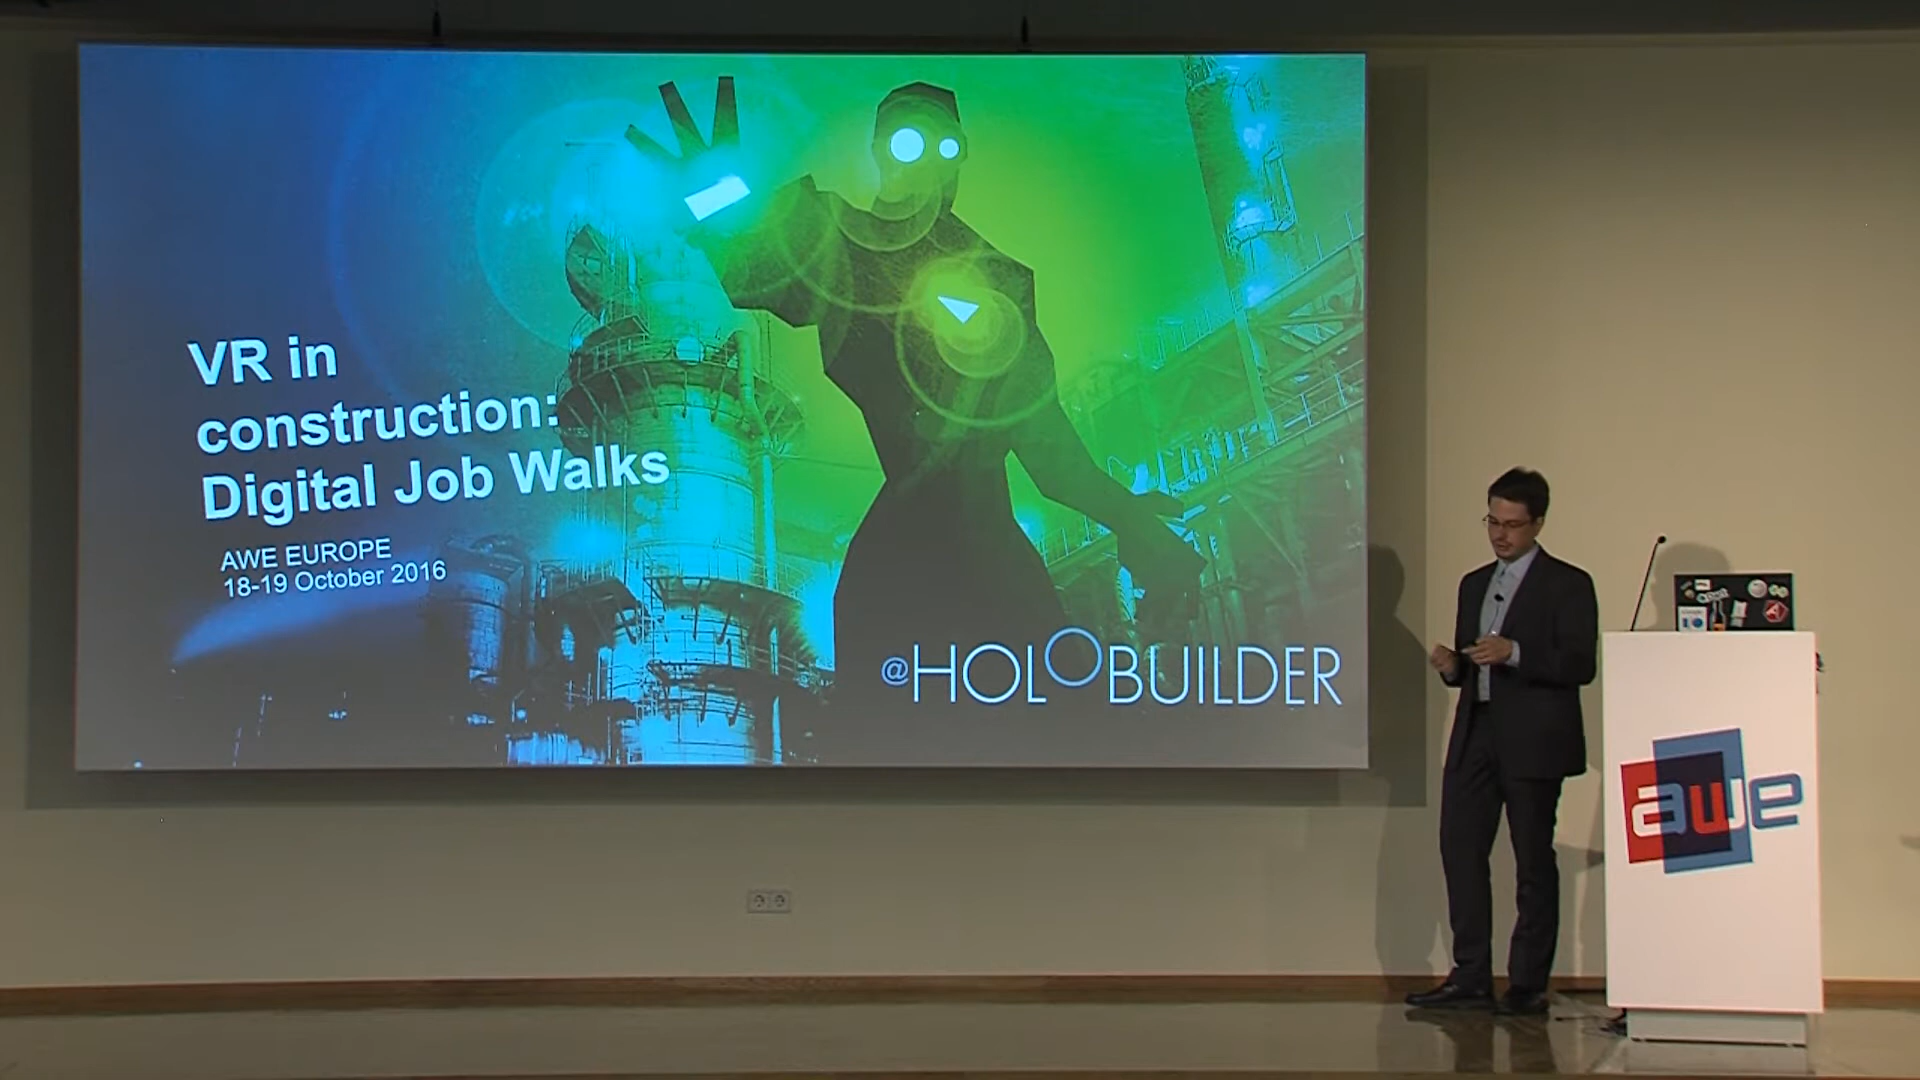 VR in
construction:
Digital Job Walks
AWE EUROPE
18-19 October 2016
@HOLOBUILDER
awe